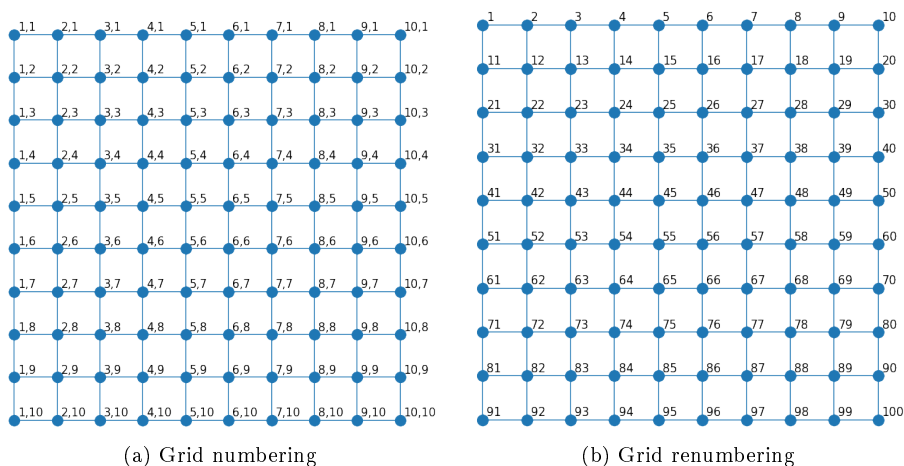 1,1 2,1 3,1 4,1 5,1 6,1 7,1 8,1 9,1 10,1
1,2 2,2 3,2 4,2 5,2 6,2 7,2 8,2 9,2 10,2
1,3 2,3 3,3 4,3 5,3 6,3 7,3 8,3 9,3 10,3
1,4 2,4 3,4 4,4 5,4 6,4 7,4 8,4 9,4 10,4
1,5 2,5 3,5 4,5 5,5 6,5 7,5 8,5 9,5 10,5
1,6 2,6 3,6 4,6 5,6 6,6 7,6 8,6 9,6 10,6
1,7 2,7 3,7 4,7 5,7 6,7 7,7 8,7 9,7 10,7
1,8 2,8 3,8 4,8 5,8 6,8 7,8 8,8 9,8 10,8
1,9 2,9 3,9 4,9 5,9 6,9 7,9 8,9 9,9 10,9
1,10 2,10 3,10 4,10 5,10 6,10 7,10 8,10 9,10 10,10
(a) Grid numbering
1 2 3 4 5 6 7 8 9 10
11 12 13 14 15 16 17 18 19 20
21 22 23 24 25 26 27 28 29 30
31 32 33 34 35 36 37 38 39 40
41 42 43 44 45 46 47 48 49 50
51 52 53 54 55 56 57 58 59 60
61 62 63 64 65 66 67 68 69 70
71 72 73 74 75 76 77 78 79 80
81 82 83 84 85 86 87 88 89 90
91 92 93 94 95 96 97 98 99 100
(b) Grid renumbering